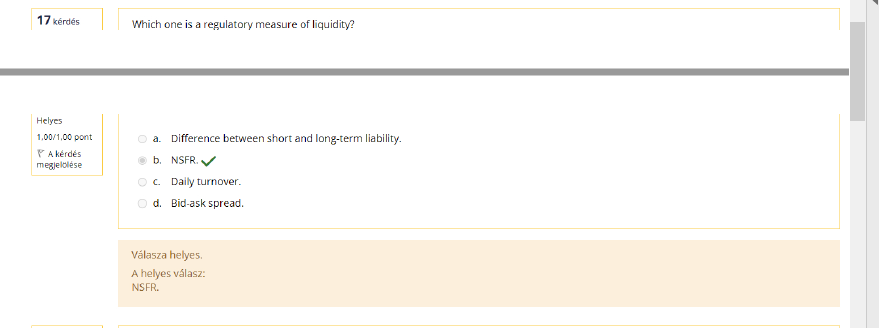 17 kérdés
Which one is a regulatory measure of liquidity?
Helyes
1,00/1,00 pont
A kérdés
megjelölése
a. Difference between short and long-term liability.
b. NSFR.
c. Daily turnover.
d. Bid-ask spread.
Válasza helyes.
A helyes válasz:
NSFR.